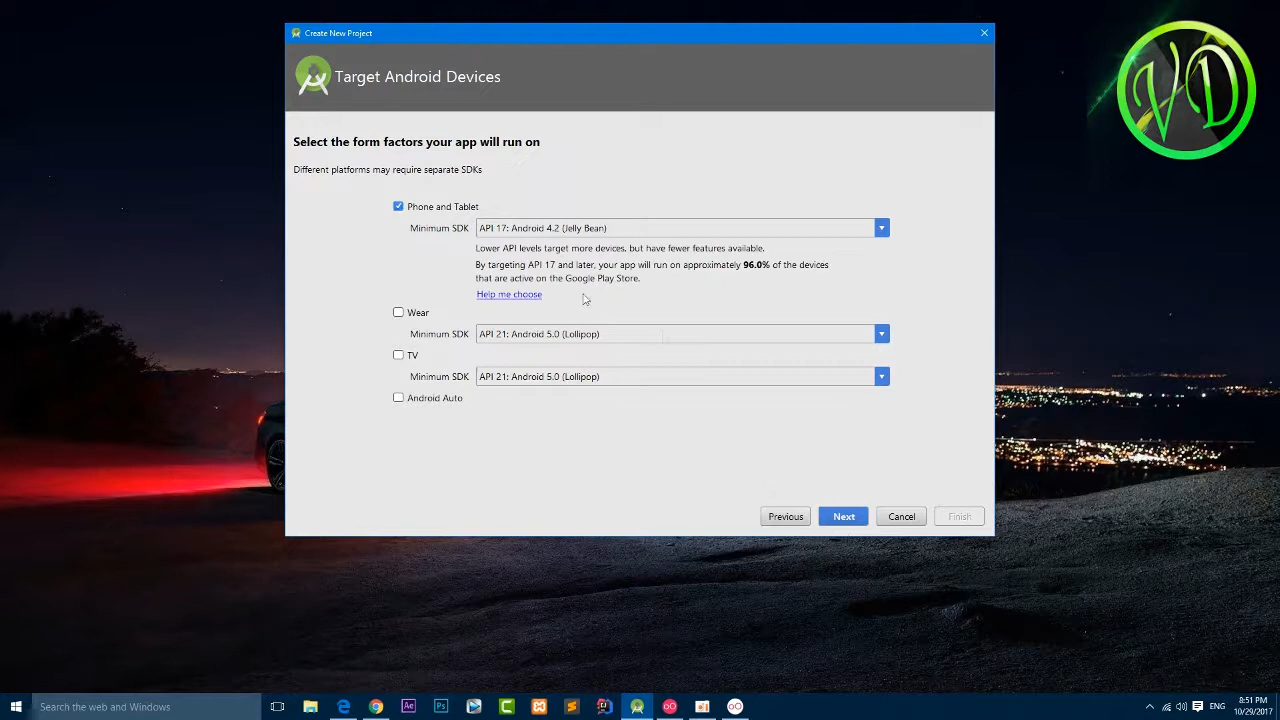 Create New Project
VD
Target Android Devices
Select the form factors your app will run on
Different platforms may require separate SDKs
Phone and Tablet
Minimum SDK API 17: Android 4.2 (Jelly Bean)
Lower API levels target more devices, but have fewer features available.
By targeting API 17 and later, your app will run on approximately 96.0% of the devices
that are active on the Google Play Store.
Help me choose
Wear
Minimum SDK API 21: Android 5.0 (Lollipop)
TV
Minimum SDK API 21: Android 5.0 (Lollipop)
Android Auto
Previous Next Cancel Finish
Search the web and Windows Ae Ps ENG 8:51 PM
10/29/2017